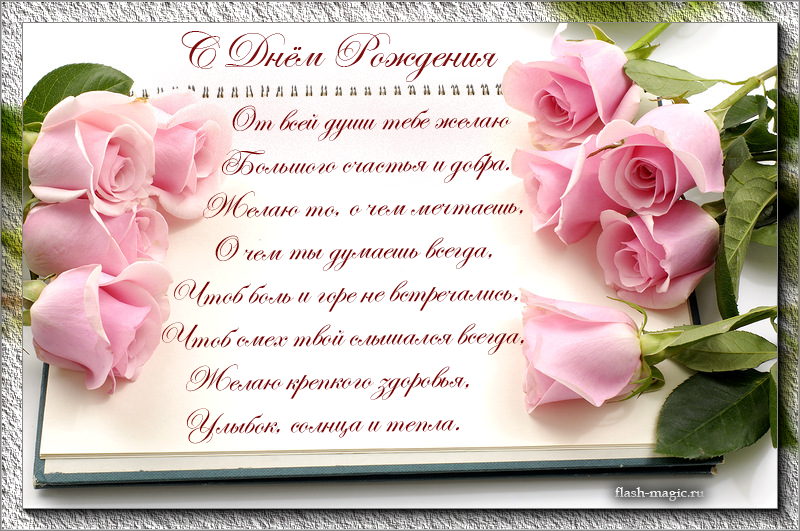 С Днём Рождения
От всей души тебе желаю
Большого счастья и добра.
Желаю то, о чем мечтаешь,
О чем ты думаешь всегда,
Чтоб боль и горе не встречались,
Чтоб смех твой слышался всегда,
Желаю крепкого здоровья,
Улыбок, солнца и тепла.
flash-magic.ru